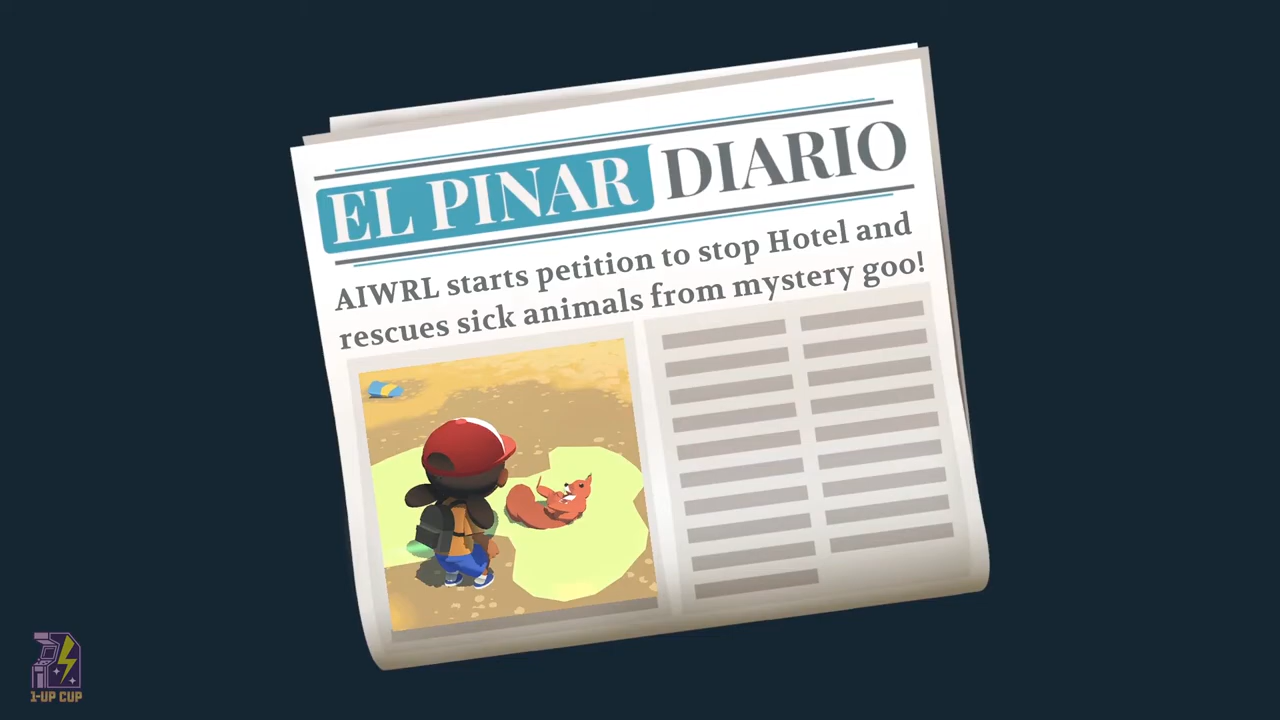 EL PINAR DIARIO
AIWRL starts petition to stop Hotel and
rescues sick animals from mystery goo!
1-UP CUP